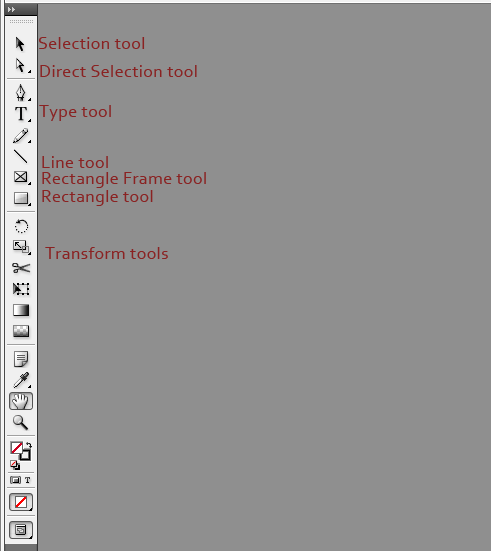 Selection tool
Direct Selection tool
T
Type tool
Line tool
Rectangle Frame tool
Rectangle tool
Transform tools
T